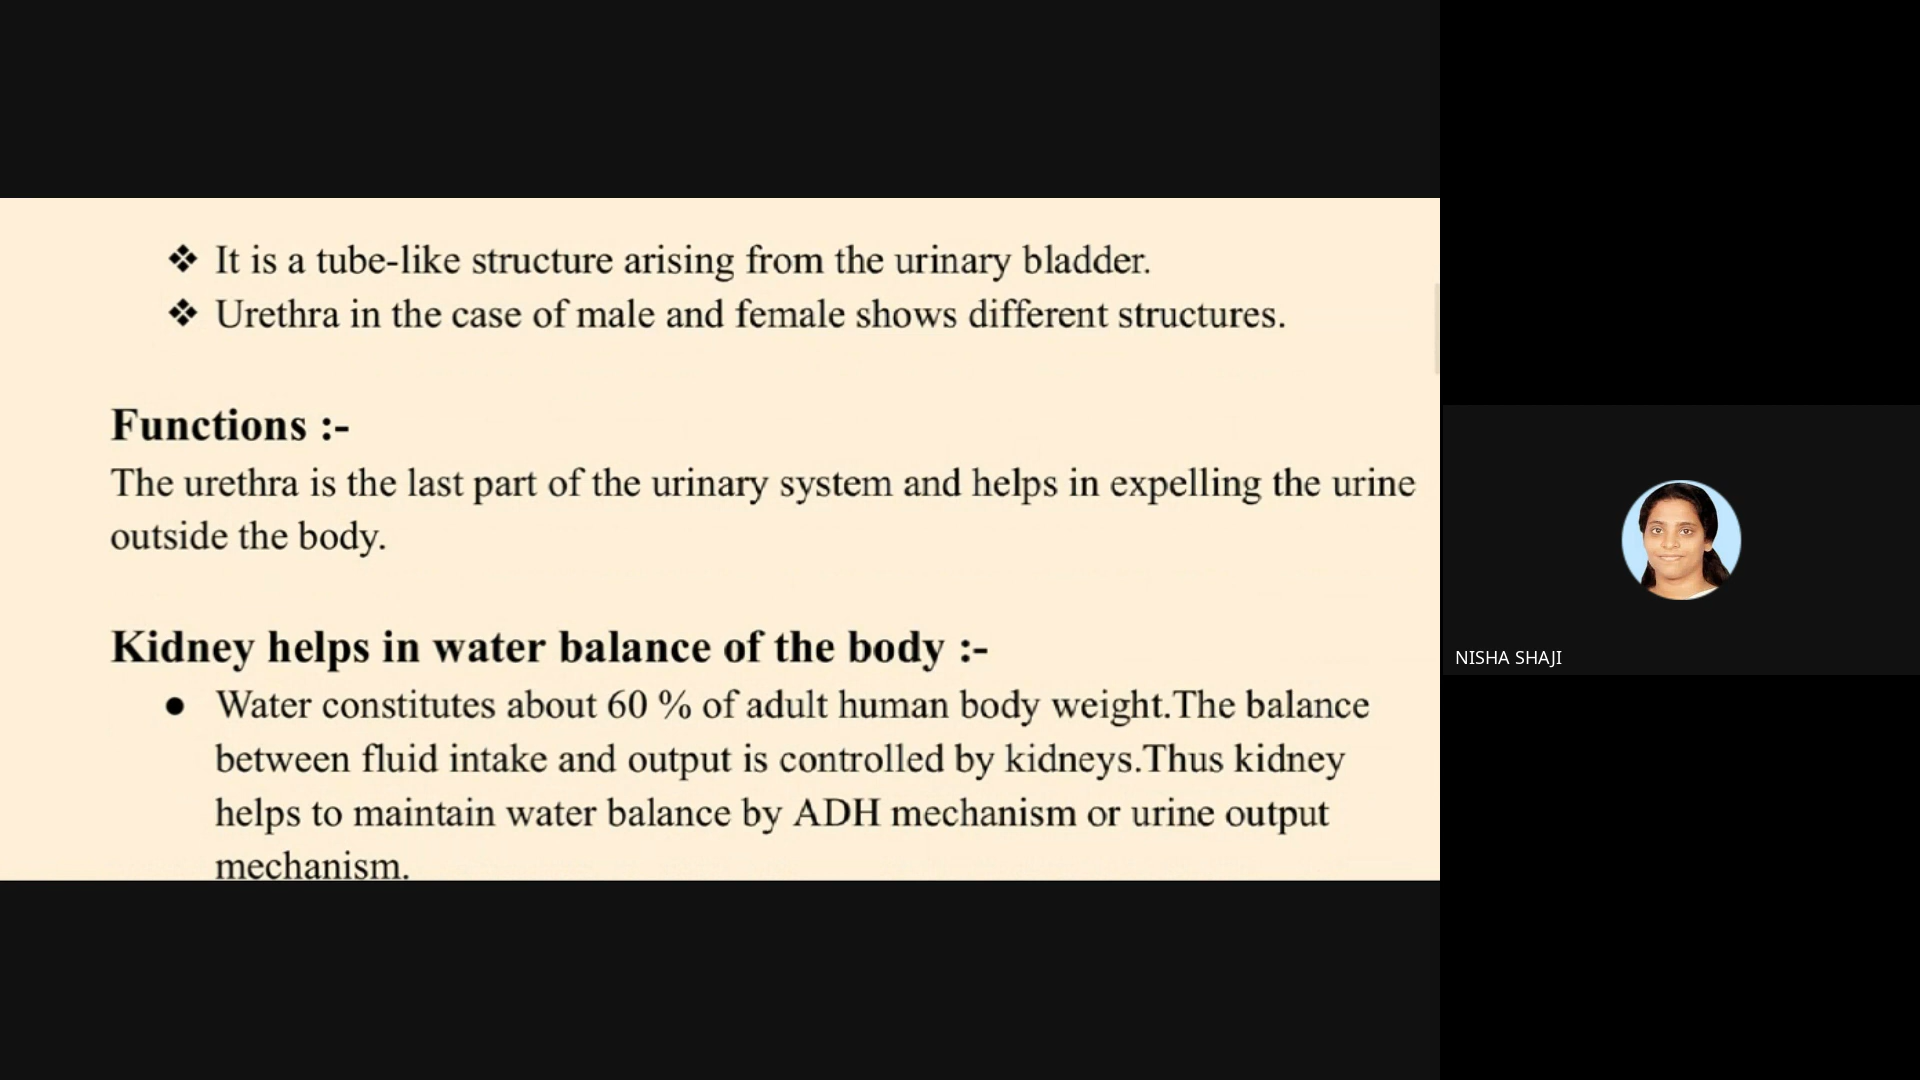 ❖ It is a tube-like structure arising from the urinary bladder.
❖ Urethra in the case of male and female shows different structures.
Functions :-
The urethra is the last part of the urinary system and helps in expelling the urine
outside the body.
Kidney helps in water balance of the body :-
● Water constitutes about 60 % of adult human body weight.The balance
between fluid intake and output is controlled by kidneys.Thus kidney
helps to maintain water balance by ADH mechanism or urine output
mechanism.
NISHA SHAJI